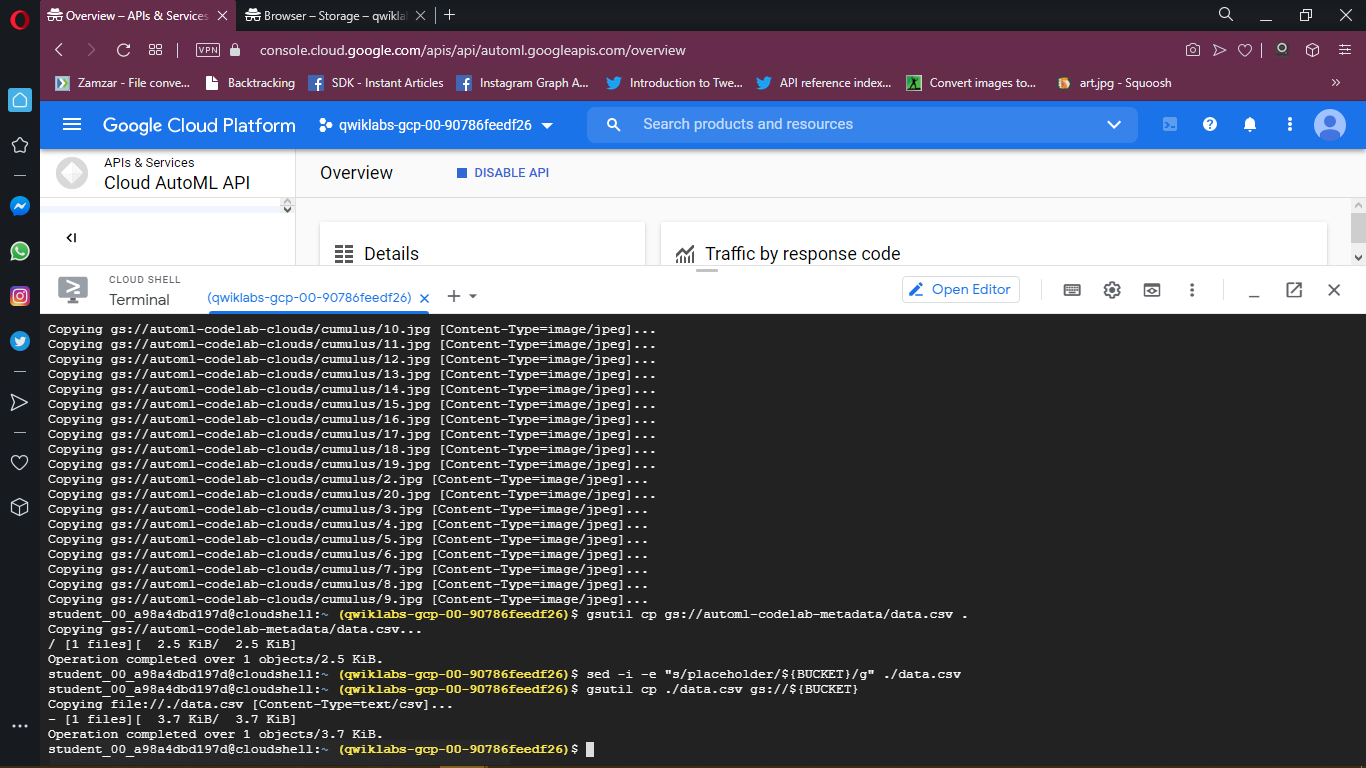 Overview – APIs & Services
Browser – Storage – qwikla
VPN
console.cloud.google.com/apis/api/automl.googleapis.com/overview
Zamzar - File conve...
Backtracking
SDK - Instant Articles
Instagram Graph A...
Introduction to Twe...
API reference index...
Convert images to...
art.jpg - Squoosh
»
Google Cloud Platform
qwiklabs-gcp-00-90786feedf26
Search products and resources
APIs & Services
Cloud AutoML API
Overview
DISABLE API
Details
Traffic by response code
CLOUD SHELL
Terminal
(qwiklabs-gcp-00-90786feedf26)
Open Editor
Copying gs://automl-codelab-clouds/cumulus/10.jpg [Content-Type=image/jpeg]...
Copying gs://automl-codelab-clouds/cumulus/11.jpg [Content-Type=image/jpeg]...
Copying gs://automl-codelab-clouds/cumulus/12.jpg [Content-Type=image/jpeg]...
Copying gs://automl-codelab-clouds/cumulus/13.jpg [Content-Type=image/jpeg]...
Copying gs://automl-codelab-clouds/cumulus/14.jpg [Content-Type=image/jpeg]...
Copying gs://automl-codelab-clouds/cumulus/15.jpg [Content-Type=image/jpeg]...
Copying gs://automl-codelab-clouds/cumulus/16.jpg [Content-Type=image/jpeg]...
Copying gs://automl-codelab-clouds/cumulus/17.jpg [Content-Type=image/jpeg]...
Copying gs://automl-codelab-clouds/cumulus/18.jpg [Content-Type=image/jpeg]...
Copying gs://automl-codelab-clouds/cumulus/19.jpg [Content-Type=image/jpeg]...
Copying gs://automl-codelab-clouds/cumulus/2.jpg [Content-Type=image/jpeg]...
Copying gs://automl-codelab-clouds/cumulus/20.jpg [Content-Type=image/jpeg]...
Copying gs://automl-codelab-clouds/cumulus/3.jpg [Content-Type=image/jpeg]...
Copying gs://automl-codelab-clouds/cumulus/4.jpg [Content-Type=image/jpeg]...
Copying gs://automl-codelab-clouds/cumulus/5.jpg [Content-Type=image/jpeg]...
Copying gs://automl-codelab-clouds/cumulus/6.jpg [Content-Type=image/jpeg]...
Copying gs://automl-codelab-clouds/cumulus/7.jpg [Content-Type=image/jpeg]...
Copying gs://automl-codelab-clouds/cumulus/8.jpg [Content-Type=image/jpeg]...
Copying gs://automl-codelab-clouds/cumulus/9.jpg [Content-Type=image/jpeg]...
student_00_a98a4dbd197d@cloudshell:~ (qwiklabs-gcp-00-90786feedf26)$ gsutil cp gs://automl-codelab-metadata/data.csv .
Copying gs://automl-codelab-metadata/data.csv...
/ [1 files][  2.5 KiB/  2.5 KiB]
Operation completed over 1 objects/2.5 KiB.
student_00_a98a4dbd197d@cloudshell:~ (qwiklabs-gcp-00-90786feedf26)$ sed -i -e "s/placeholder/${BUCKET}/g" ./data.csv
student_00_a98a4dbd197d@cloudshell:~ (qwiklabs-gcp-00-90786feedf26)$ gsutil cp ./data.csv gs://${BUCKET}
Copying file://./data.csv [Content-Type=text/csv]...
- [1 files][  3.7 KiB/  3.7 KiB]
Operation completed over 1 objects/3.7 KiB.
student_00_a98a4dbd197d@cloudshell:~ (qwiklabs-gcp-00-90786feedf26)$